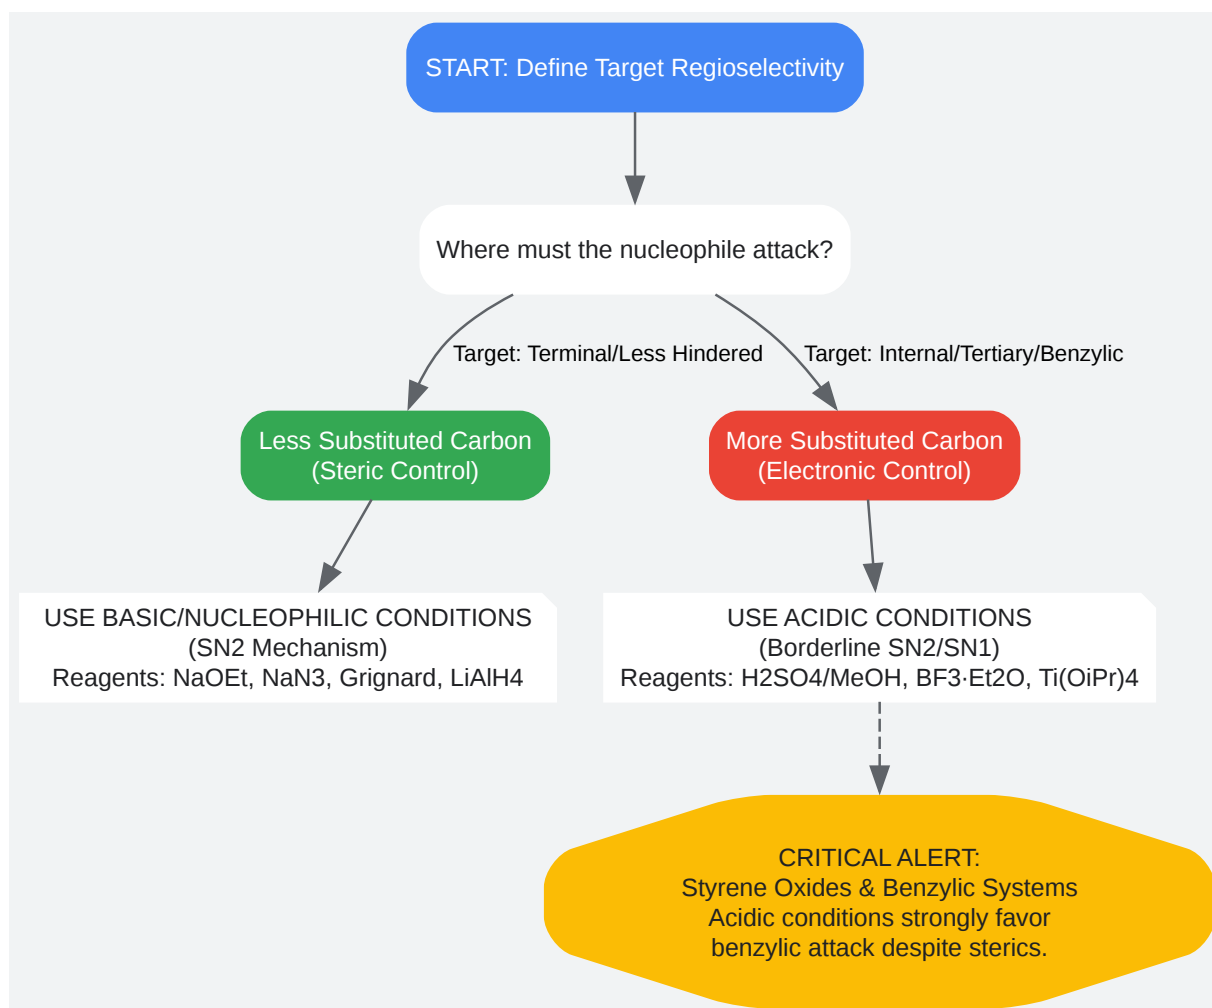 START: Define Target Regioselectivity
Where must the nucleophile attack?
Target: Terminal/Less Hindered
Target: Internal/Tertiary/Benzylic
Less Substituted Carbon
(Steric Control)
More Substituted Carbon
(Electronic Control)
USE BASIC/NUCLEOPHILIC CONDITIONS
(SN2 Mechanism)
Reagents: NaOEt, NaN3, Grignard, LiAlH4
USE ACIDIC CONDITIONS
(Borderline SN2/SN1)
Reagents: H2SO4/MeOH, BF3·Et2O, Ti(OiPr)4
CRITICAL ALERT:
Styrene Oxides & Benzylic Systems
Acidic conditions strongly favor
benzylic attack despite sterics.